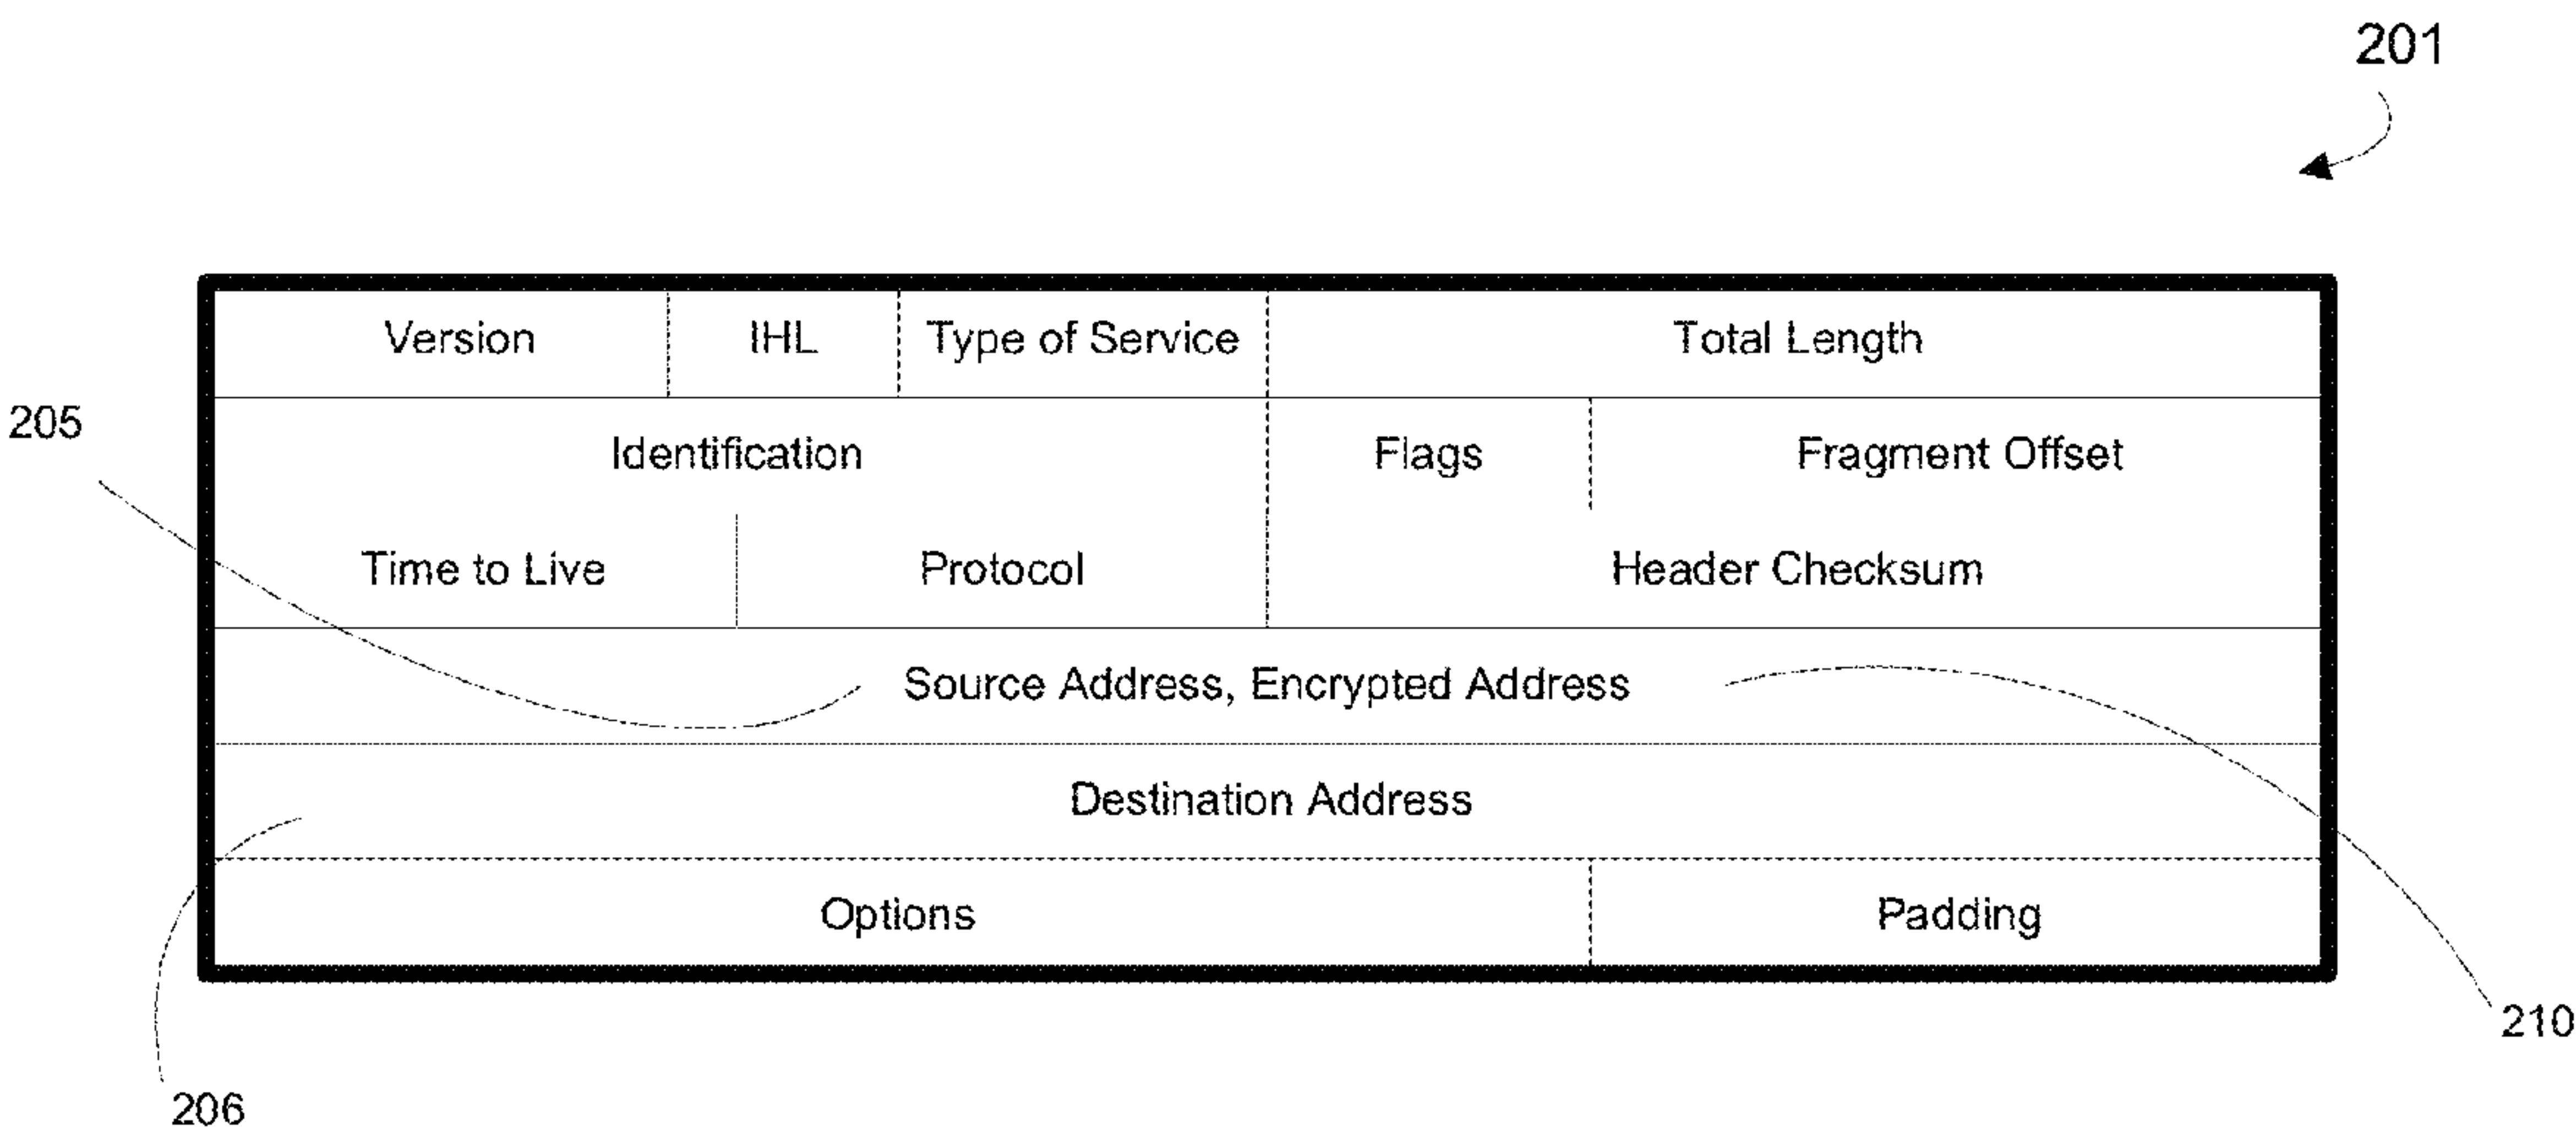 201
Version IHL Type of Service Total Length
205
Identification Flags Fragment Offset
Time to Live Protocol Header Checksum
Source Address, Encrypted Address
Destination Address
Options Padding
210
206